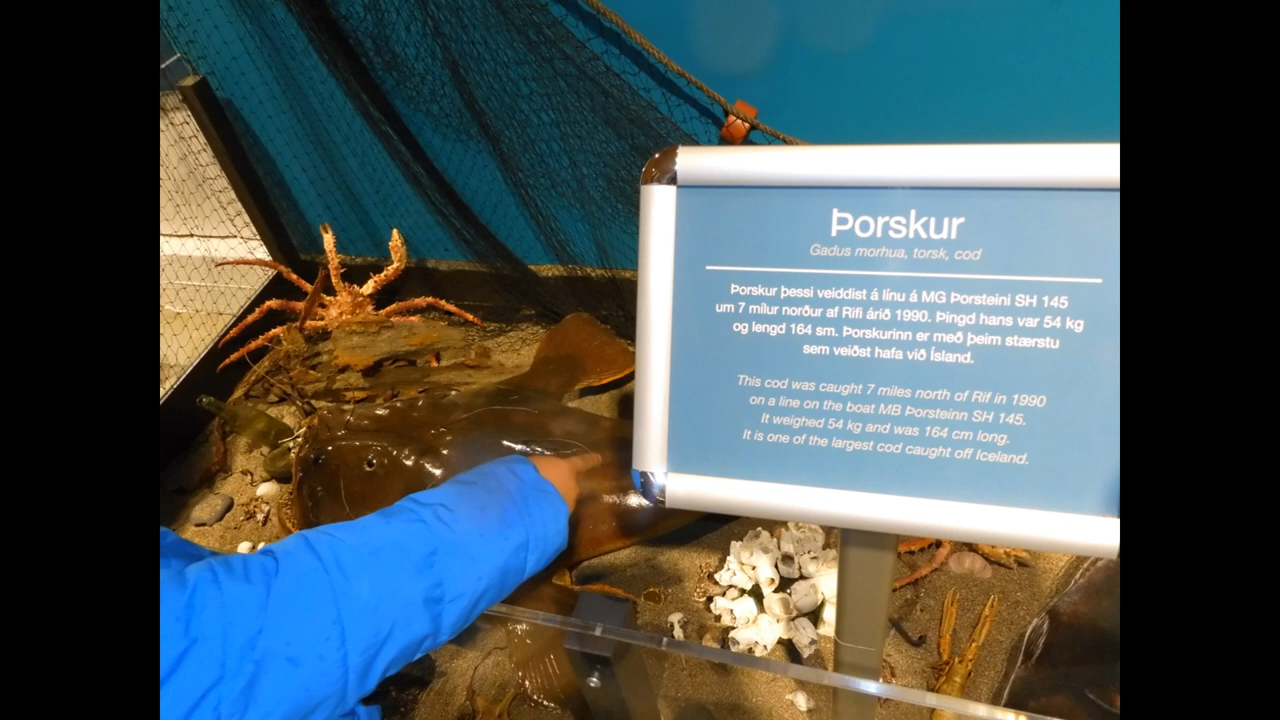 Þorskur
Gadus morhua, torsk, cod
Þorskur þessi veiddist á línu á MG Þorsteini SH 145
um 7 mílur norður af Rifi árið 1990. Þingd hans var 54 kg
og lengd 164 sm. Þorskurinn er með þeim stærstu
sem veiðst hafa við Ísland.
This cod was caught 7 miles north of Rif in 1990
on a line on the boat MB Þorsteinn SH 145.
It weighed 54 kg and was 164 cm long.
It is one of the largest cod caught off Iceland.